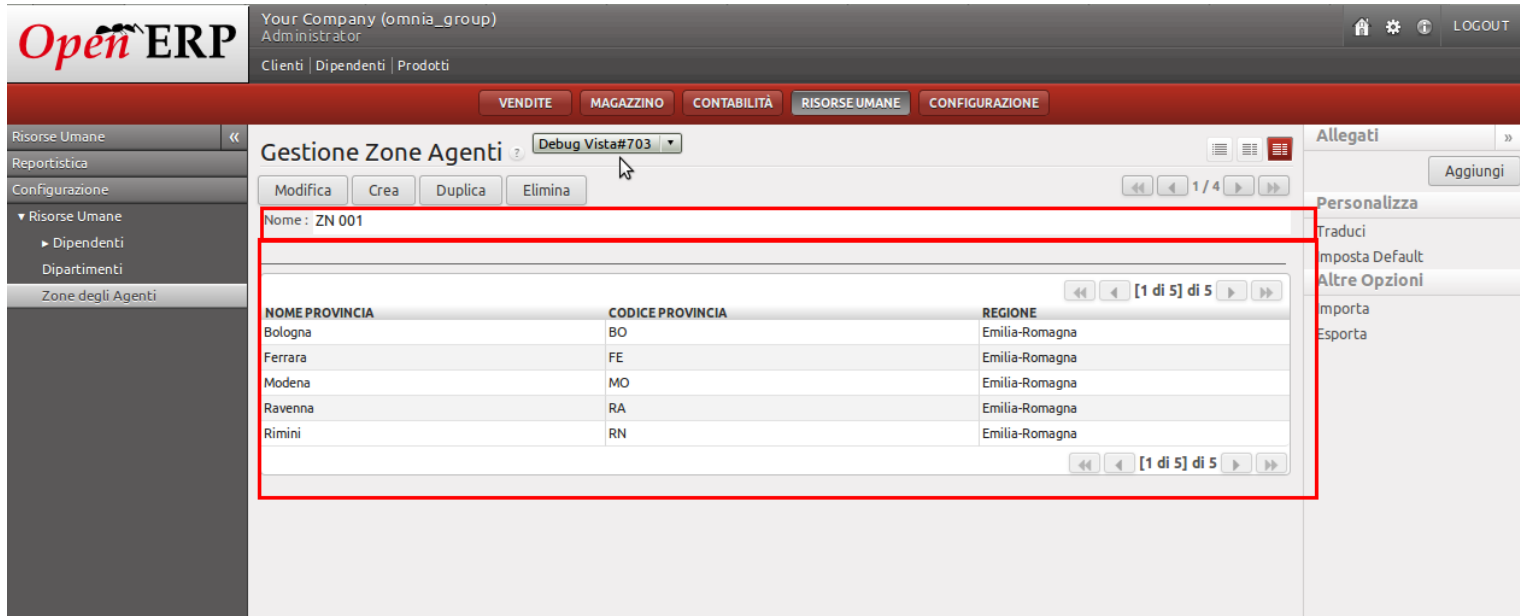 Open ERP
Your Company (omnia_group)
Administrator
Clienti | Dipendenti | Prodotti
LOGOUT
VENDITE
MAGAZZINO
CONTABILITÀ
RISORSE UMANE
CONFIGURAZIONE
Risorse Umane
Reportistica
Configurazione
Risorse Umane
Dipendenti
Dipartimenti
Zone degli Agenti
Gestione Zone Agenti ?
Debug Vista#703
Modifica
Crea
Duplica
Elimina
1 / 4
Nome : ZN 001
[1 di 5] di 5
NOME PROVINCIA CODICE PROVINCIA REGIONE
Bologna BO Emilia-Romagna
Ferrara FE Emilia-Romagna
Modena MO Emilia-Romagna
Ravenna RA Emilia-Romagna
Rimini RN Emilia-Romagna
[1 di 5] di 5
Allegati
Aggiungi
Personalizza
Traduci
Imposta Default
Altre Opzioni
Importa
Esporta